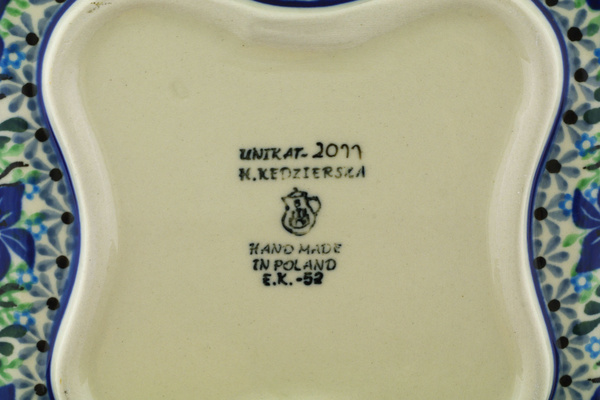 UNIKAT-2011
N.KEDZIERSKA
HAND MADE
IN POLAND
E.K.-52